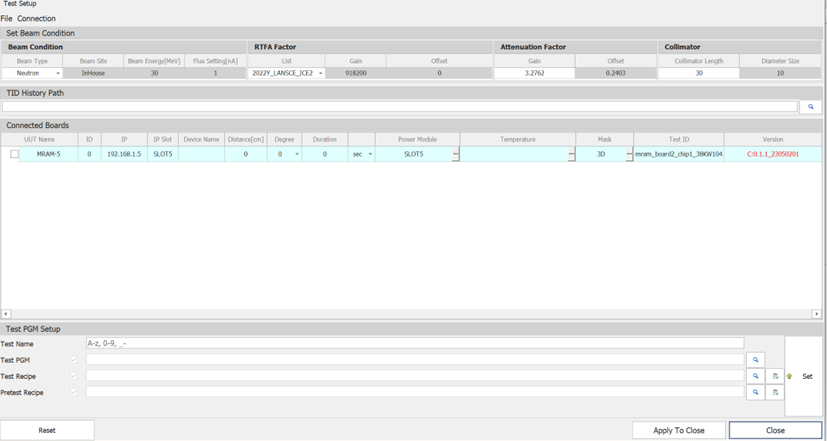 Test Setup
File Connection
Set Beam Condition
Beam Condition RTFA Factor Attenuation Factor Collimator
Beam Type Beam Site Beam Energy[MeV] Flux Setting[nA] List Gain Offset Gain Offset Collimator Length Diameter Size
Neutron InHouse 30 1 2022Y_LANSCE_ICE2 918200 0 3.2762 0.2403 30 10
TID History Path
Connected Boards
UUT Name ID IP IP Slot Device Name Distance[cm] Degree Duration Power Module Temperature Mask Test ID Version
MRAM-5 0 192.168.1.5 SLOT5 0 0 0 sec SLOT5 ... ... 3D ... mram_board2_chip1_38KW104 C:0.1.1_23050201
Test PGM Setup
Test Name A-z, 0-9, _-
Test PGM
Test Recipe Set
Pretest Recipe
Reset Apply To Close Close